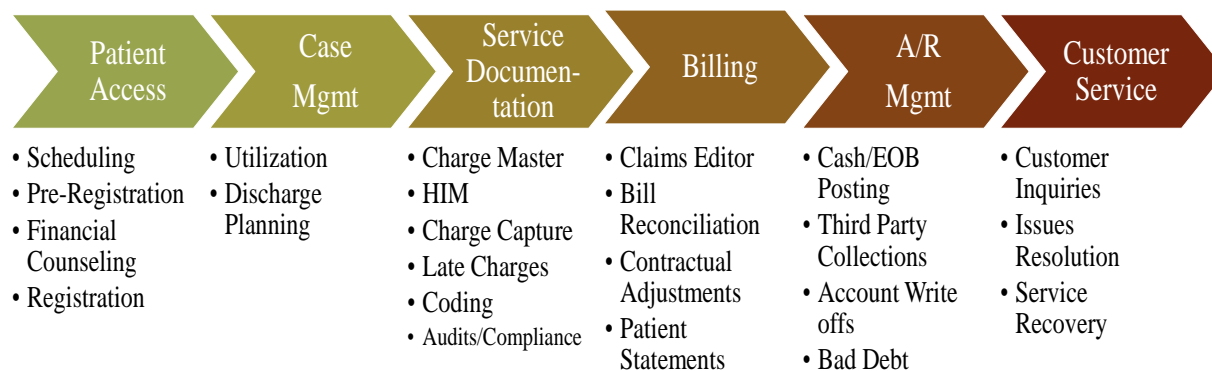 Patient
Access
Case
Mgmt
Service
Documen-
tation
Billing
A/R
Mgmt
Customer
Service
• Scheduling
• Pre-Registration
• Financial
Counseling
• Registration
• Utilization
• Discharge
Planning
• Charge Master
• HIM
• Charge Capture
• Late Charges
• Coding
• Audits/Compliance
• Claims Editor
• Bill
Reconciliation
• Contractual
Adjustments
• Patient
Statements
• Cash/EOB
Posting
• Third Party
Collections
• Account Write
offs
• Bad Debt
• Customer
Inquiries
• Issues
Resolution
• Service
Recovery